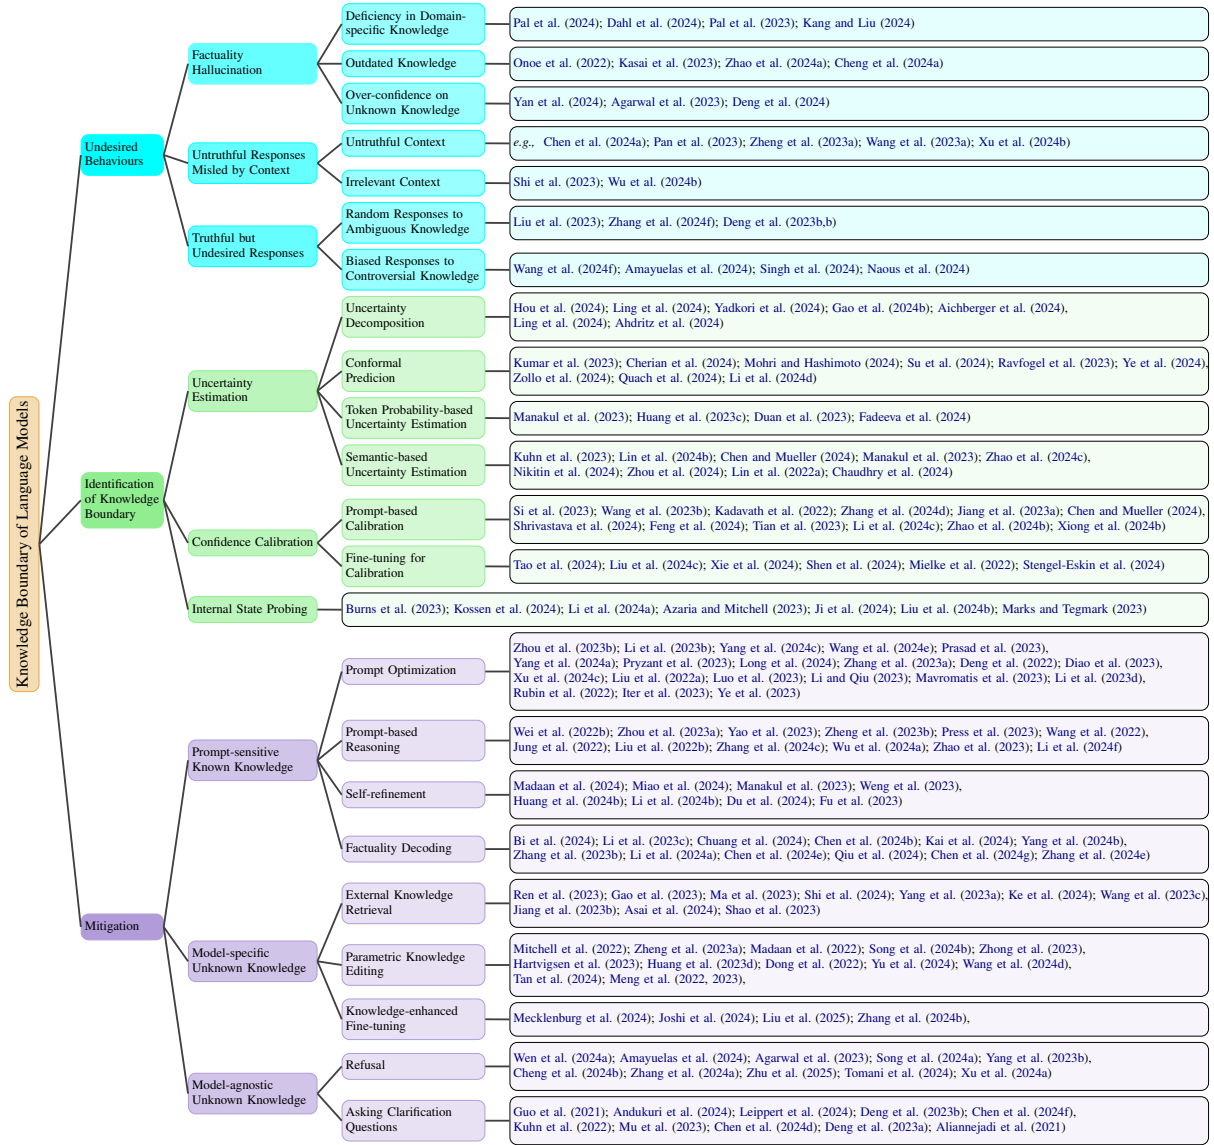 Knowledge Boundary of Language Models
Undesired
Behaviours
Factuality
Hallucination
Deficiency in Domain-
specific Knowledge
Pal et al. (2024); Dahl et al. (2024); Pal et al. (2023); Kang and Liu (2024)
Outdated Knowledge
Onoe et al. (2022); Kasai et al. (2023); Zhao et al. (2024a); Cheng et al. (2024a)
Over-confidence on
Unknown Knowledge
Yan et al. (2024); Agarwal et al. (2023); Deng et al. (2024)
Untruthful Responses
Misled by Context
Untruthful Context
e.g., Chen et al. (2024a); Pan et al. (2023); Zheng et al. (2023a); Wang et al. (2023a); Xu et al. (2024b)
Irrelevant Context
Shi et al. (2023); Wu et al. (2024b)
Truthful but
Undesired Responses
Random Responses to
Ambiguous Knowledge
Liu et al. (2023); Zhang et al. (2024f); Deng et al. (2023b,b)
Biased Responses to
Controversial Knowledge
Wang et al. (2024f); Amayuelas et al. (2024); Singh et al. (2024); Naous et al. (2024)
Identification
of Knowledge
Boundary
Uncertainty
Estimation
Uncertainty
Decomposition
Hou et al. (2024); Ling et al. (2024); Yadkori et al. (2024); Gao et al. (2024b); Aichberger et al. (2024),
Ling et al. (2024); Ahdritz et al. (2024)
Conformal
Predicion
Kumar et al. (2023); Cherian et al. (2024); Mohri and Hashimoto (2024); Su et al. (2024); Ravfogel et al. (2023); Ye et al. (2024),
Zollo et al. (2024); Quach et al. (2024); Li et al. (2024d)
Token Probability-based
Uncertainty Estimation
Manakul et al. (2023); Huang et al. (2023c); Duan et al. (2023); Fadeeva et al. (2024)
Semantic-based
Uncertainty Estimation
Kuhn et al. (2023); Lin et al. (2024b); Chen and Mueller (2024); Manakul et al. (2023); Zhao et al. (2024c),
Nikitin et al. (2024); Zhou et al. (2024); Lin et al. (2022a); Chaudhry et al. (2024)
Confidence Calibration
Prompt-based
Calibration
Si et al. (2023); Wang et al. (2023b); Kadavath et al. (2022); Zhang et al. (2024d); Jiang et al. (2023a); Chen and Mueller (2024),
Shrivastava et al. (2024); Feng et al. (2024); Tian et al. (2023); Li et al. (2024c); Zhao et al. (2024b); Xiong et al. (2024b)
Fine-tuning for
Calibration
Tao et al. (2024); Liu et al. (2024c); Xie et al. (2024); Shen et al. (2024); Mielke et al. (2022); Stengel-Eskin et al. (2024)
Internal State Probing
Burns et al. (2023); Kossen et al. (2024); Li et al. (2024a); Azaria and Mitchell (2023); Ji et al. (2024); Liu et al. (2024b); Marks and Tegmark (2023)
Mitigation
Prompt-sensitive
Known Knowledge
Prompt Optimization
Zhou et al. (2023b); Li et al. (2023b); Yang et al. (2024c); Wang et al. (2024e); Prasad et al. (2023),
Yang et al. (2024a); Pryzant et al. (2023); Long et al. (2024); Zhang et al. (2023a); Deng et al. (2022); Diao et al. (2023),
Xu et al. (2024c); Liu et al. (2022a); Luo et al. (2023); Li and Qiu (2023); Mavromatis et al. (2023); Li et al. (2023d),
Rubin et al. (2022); Iter et al. (2023); Ye et al. (2023)
Prompt-based
Reasoning
Wei et al. (2022b); Zhou et al. (2023a); Yao et al. (2023); Zheng et al. (2023b); Press et al. (2023); Wang et al. (2022),
Jung et al. (2022); Liu et al. (2022b); Zhang et al. (2024c); Wu et al. (2024a); Zhao et al. (2023); Li et al. (2024f)
Self-refinement
Madaan et al. (2024); Miao et al. (2024); Manakul et al. (2023); Weng et al. (2023),
Huang et al. (2024b); Li et al. (2024b); Du et al. (2024); Fu et al. (2023)
Factuality Decoding
Bi et al. (2024); Li et al. (2023c); Chuang et al. (2024); Chen et al. (2024b); Kai et al. (2024); Yang et al. (2024b),
Zhang et al. (2023b); Li et al. (2024a); Chen et al. (2024e); Qiu et al. (2024); Chen et al. (2024g); Zhang et al. (2024e)
Model-specific
Unknown Knowledge
External Knowledge
Retrieval
Ren et al. (2023); Gao et al. (2023); Ma et al. (2023); Shi et al. (2024); Yang et al. (2023a); Ke et al. (2024); Wang et al. (2023c),
Jiang et al. (2023b); Asai et al. (2024); Shao et al. (2023)
Parametric Knowledge
Editing
Mitchell et al. (2022); Zheng et al. (2023a); Madaan et al. (2022); Song et al. (2024b); Zhong et al. (2023),
Hartvigsen et al. (2023); Huang et al. (2023d); Dong et al. (2022); Yu et al. (2024); Wang et al. (2024d),
Tan et al. (2024); Meng et al. (2022, 2023),
Knowledge-enhanced
Fine-tuning
Mecklenburg et al. (2024); Joshi et al. (2024); Liu et al. (2025); Zhang et al. (2024b),
Model-agnostic
Unknown Knowledge
Refusal
Wen et al. (2024a); Amayuelas et al. (2024); Agarwal et al. (2023); Song et al. (2024a); Yang et al. (2023b),
Cheng et al. (2024b); Zhang et al. (2024a); Zhu et al. (2025); Tomani et al. (2024); Xu et al. (2024a)
Asking Clarification
Questions
Guo et al. (2021); Andukuri et al. (2024); Leippert et al. (2024); Deng et al. (2023b); Chen et al. (2024f),
Kuhn et al. (2022); Mu et al. (2023); Chen et al. (2024d); Deng et al. (2023a); Aliannejadi et al. (2021)